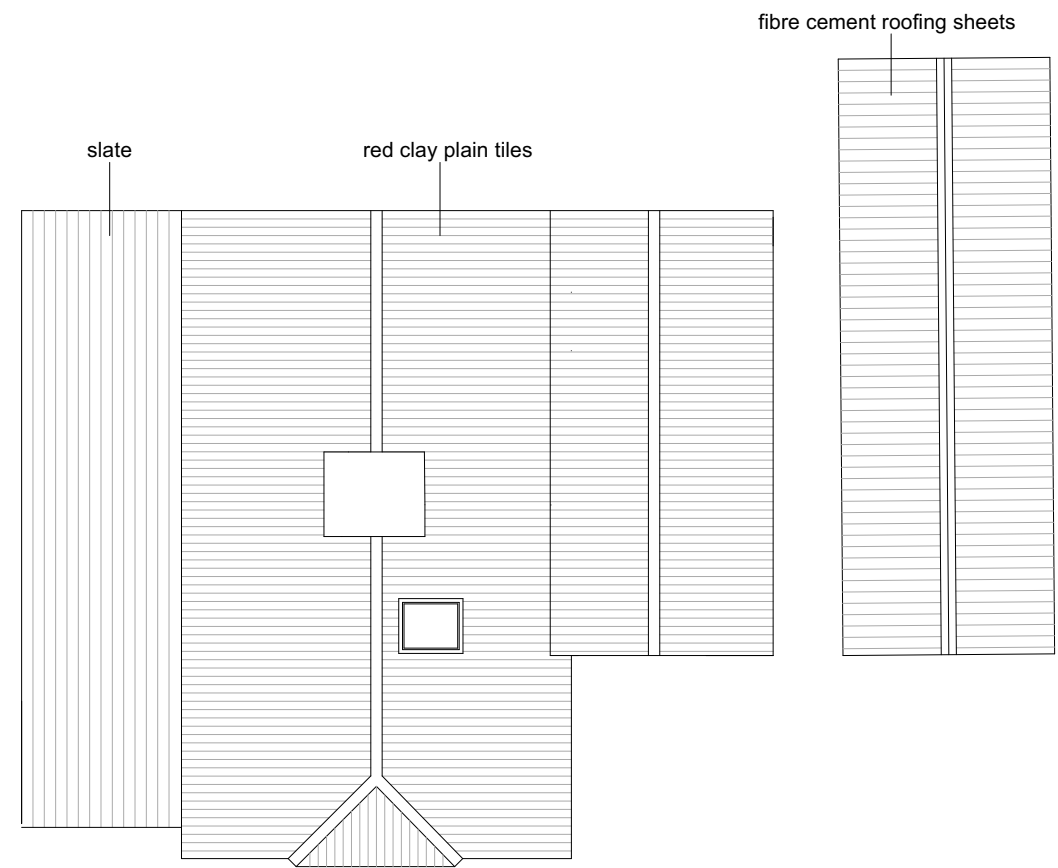 fibre cement roofing sheets
slate
red clay plain tiles